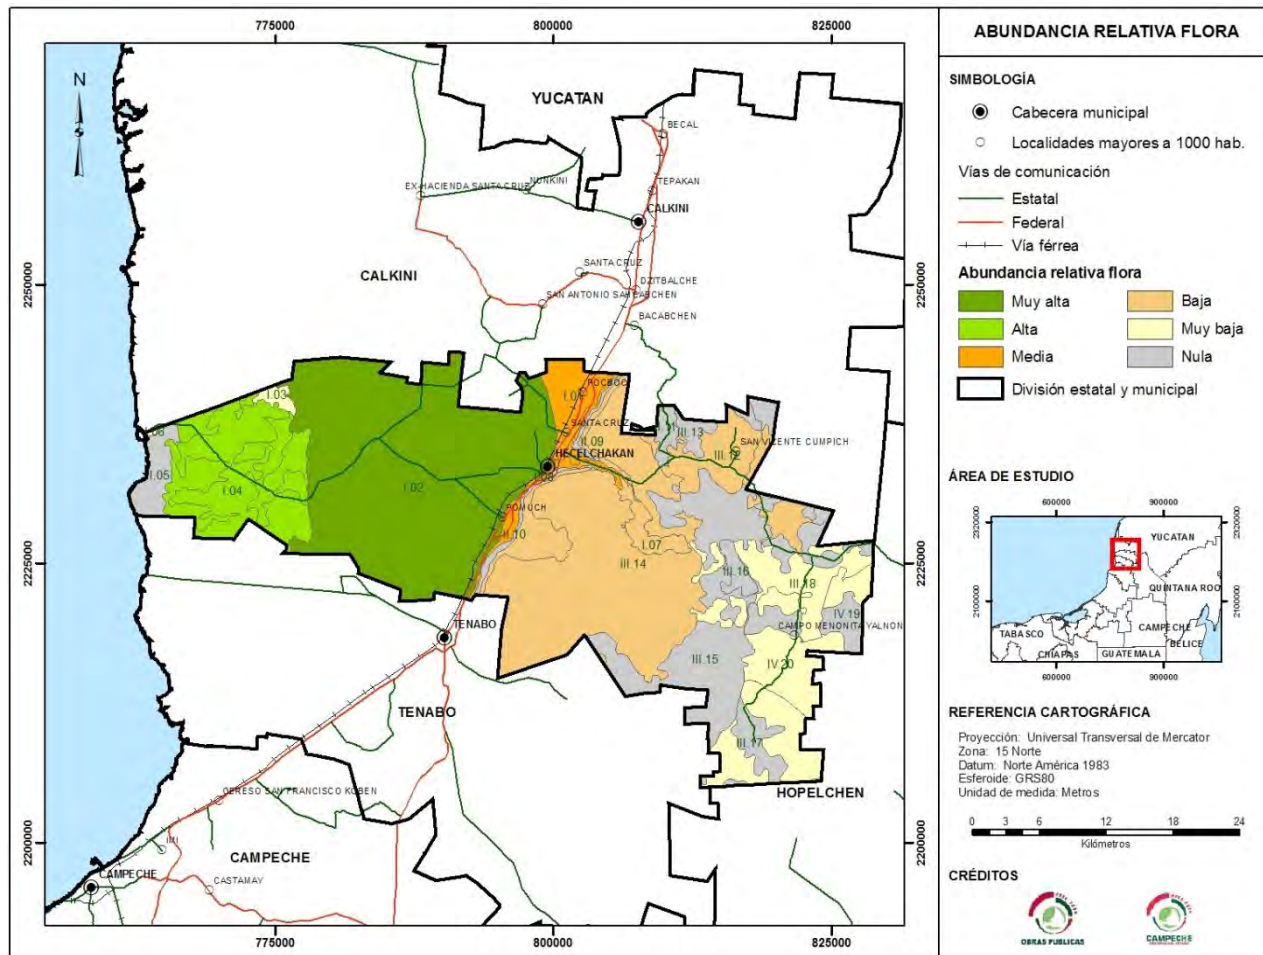 775000
800000
825000
N
YUCATAN
BECAL
TEPAKAN
NUNKINI
EX-HACIENDA SANTA CRUZ
CALKINI
SANTA CRUZ
CALKINI
DZITBALCHE
SAN ANTONIO SAHCABCHEN
BACABCHEN
2250000
2250000
I.03
I.01
POCBOC
SANTA CRUZ
II.09
III.13
SAN VICENTE CUMPICH
III.12
HECELCHAKAN
I.05
I.04
I.02
POMUCH
II.10
I.07
III.14
III.16
III.18
2225000
2225000
IV.19
CAMPO MENONITA YALNON
TENABO
III.15
IV.20
TENABO
III.17
HOPELCHEN
CERESO SAN FRANCISCO KOBEN
IMI
CAMPECHE
2200000
2200000
CAMPECHE
CASTAMAY
775000
800000
825000
ABUNDANCIA RELATIVA FLORA
SIMBOLOGÍA
Cabecera municipal
Localidades mayores a 1000 hab.
Vías de comunicación
Estatal
Federal
Vía férrea
Abundancia relativa flora
Muy alta
Baja
Alta
Muy baja
Media
Nula
División estatal y municipal
ÁREA DE ESTUDIO
600000
900000
2320000
2320000
YUCATAN
QUINTANA ROO
2100000
2100000
CAMPECHE
TABASCO
BELICE
CHIAPAS
GUATEMALA
600000
900000
REFERENCIA CARTOGRÁFICA
Proyección: Universal Transversal de Mercator
Zona: 15 Norte
Datum: Norte América 1983
Esferoide: GRS80
Unidad de medida: Metros
0 3 6 12 18 24
Kilómetros
CRÉDITOS
OBRAS PUBLICAS
CAMPECHE